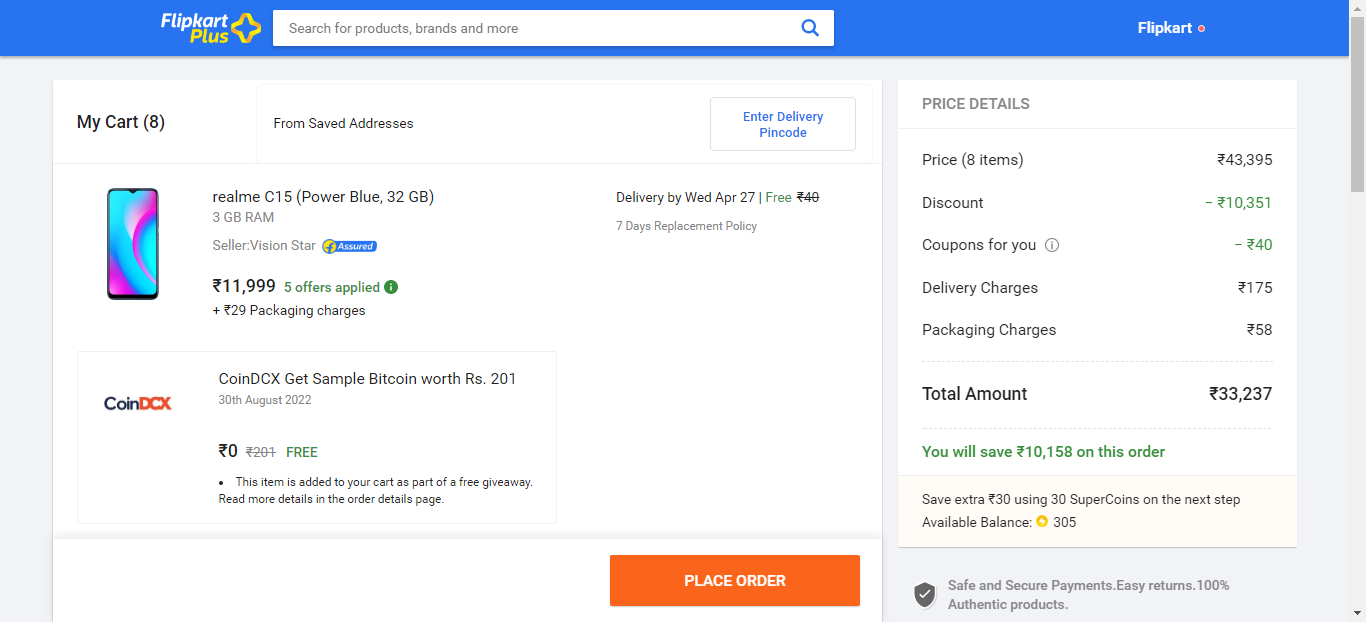 Flipkart
Plus
Search for products, brands and more
Flipkart
My Cart (8)
From Saved Addresses
Enter Delivery
Pincode
realme C15 (Power Blue, 32 GB)
3 GB RAM
Seller:Vision Star
f Assured
₹11,999 5 offers applied
+ ₹29 Packaging charges
Delivery by Wed Apr 27 | Free ₹40
7 Days Replacement Policy
CoinDCX
CoinDCX Get Sample Bitcoin worth Rs. 201
30th August 2022
₹0 ₹201 FREE
• This item is added to your cart as part of a free giveaway.
Read more details in the order details page.
PLACE ORDER
PRICE DETAILS
Price (8 items) ₹43,395
Discount − ₹10,351
Coupons for you − ₹40
Delivery Charges ₹175
Packaging Charges ₹58
Total Amount ₹33,237
You will save ₹10,158 on this order
Save extra ₹30 using 30 SuperCoins on the next step
Available Balance: 305
Safe and Secure Payments.Easy returns.100%
Authentic products.